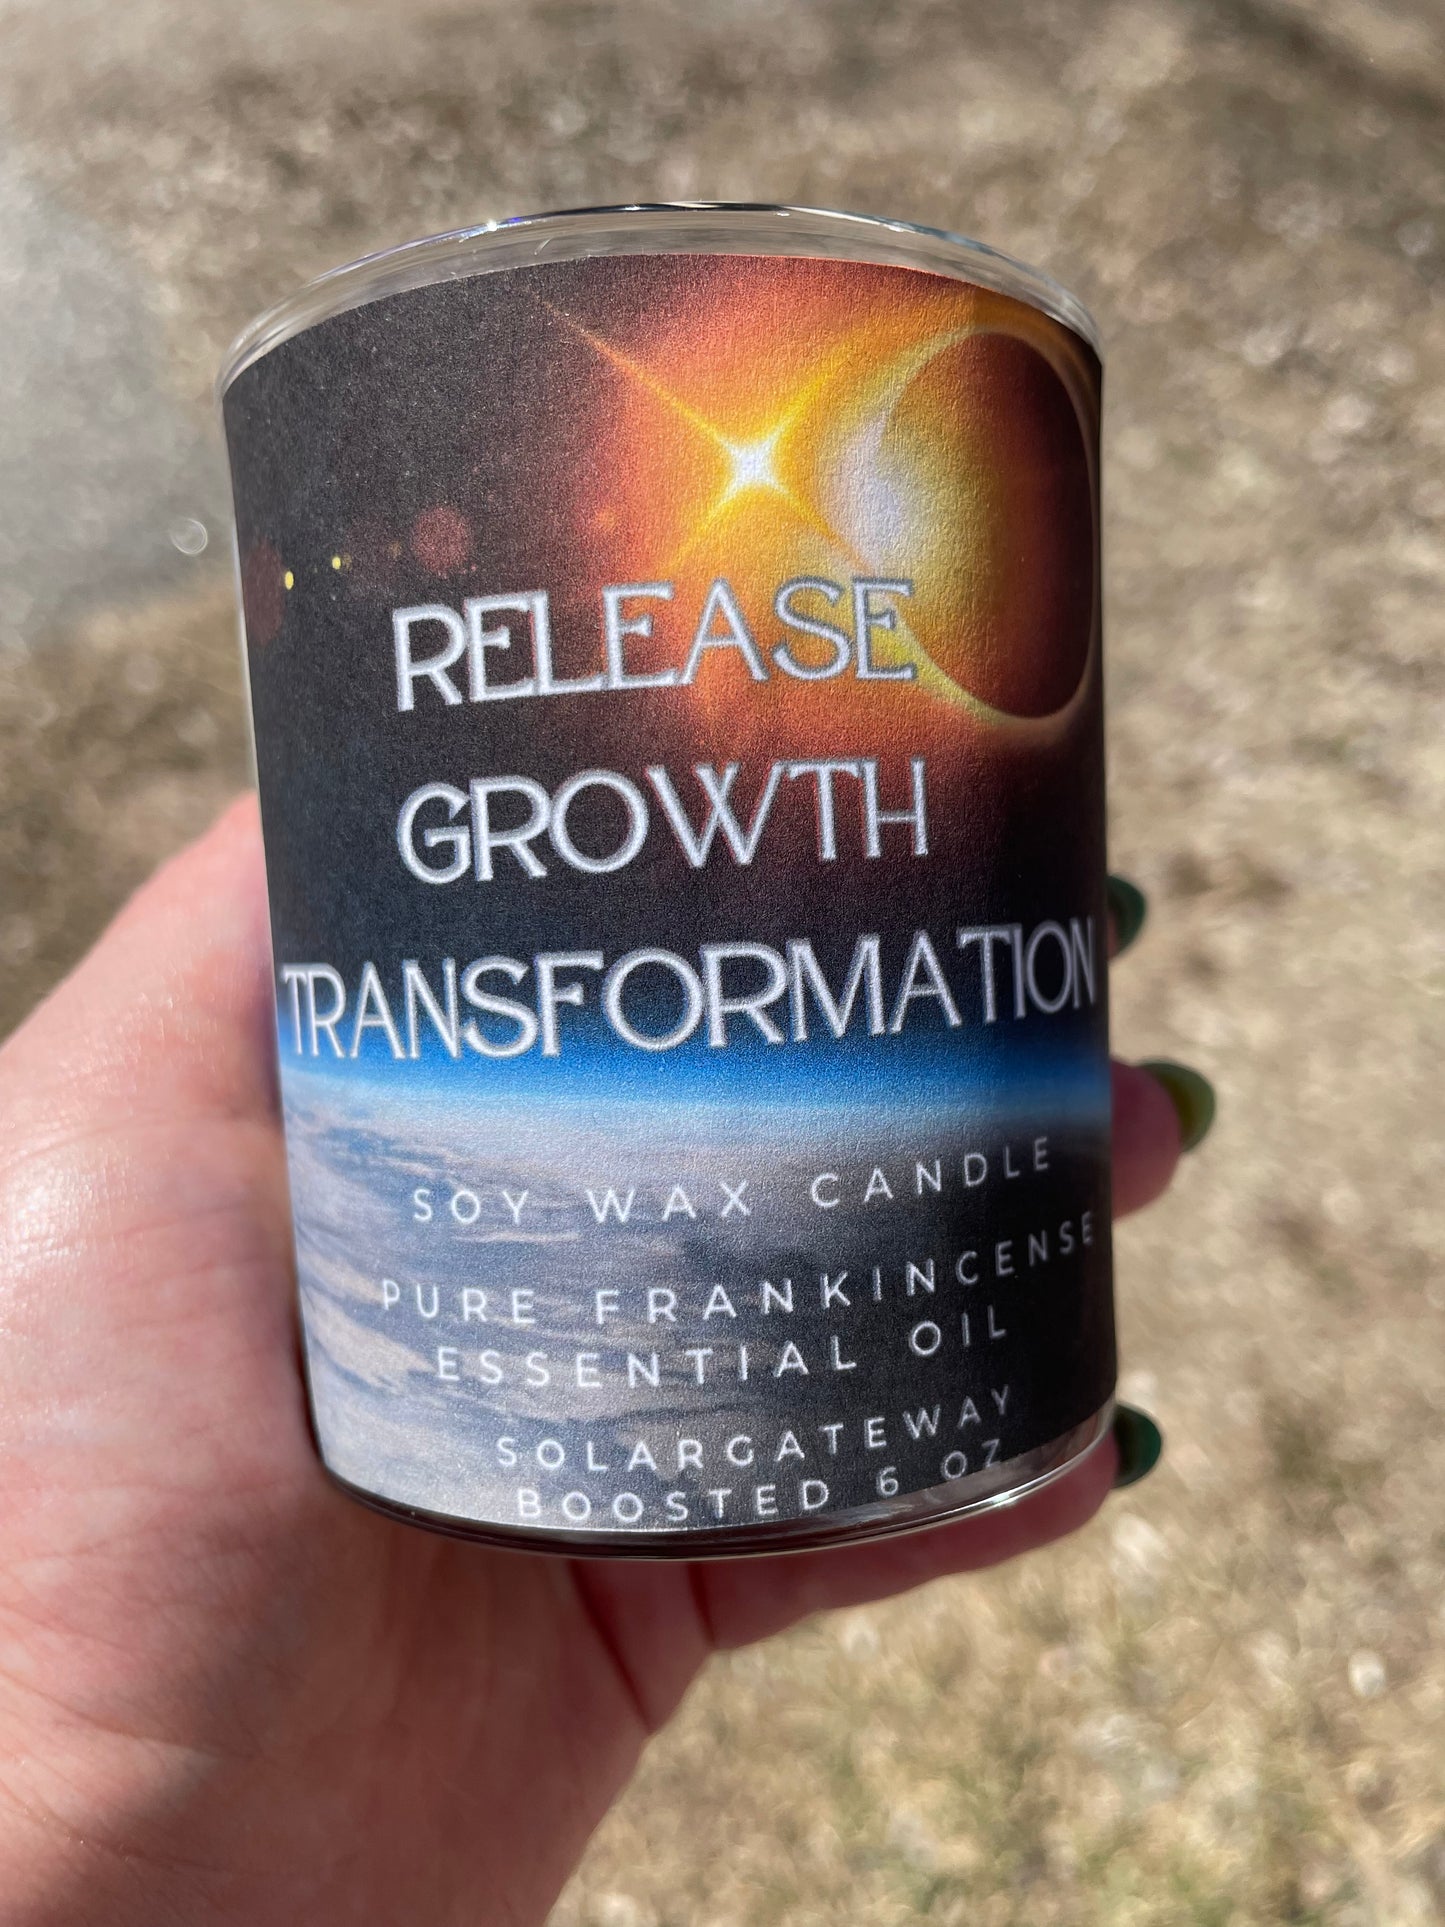 RELEASE
GROWTH
TRANSFORMATION
SOY WAX CANDLE
PURE FRANKINCENSE
ESSENTIAL OIL
SOLARGATEWAY
BOOSTED 6 OZ